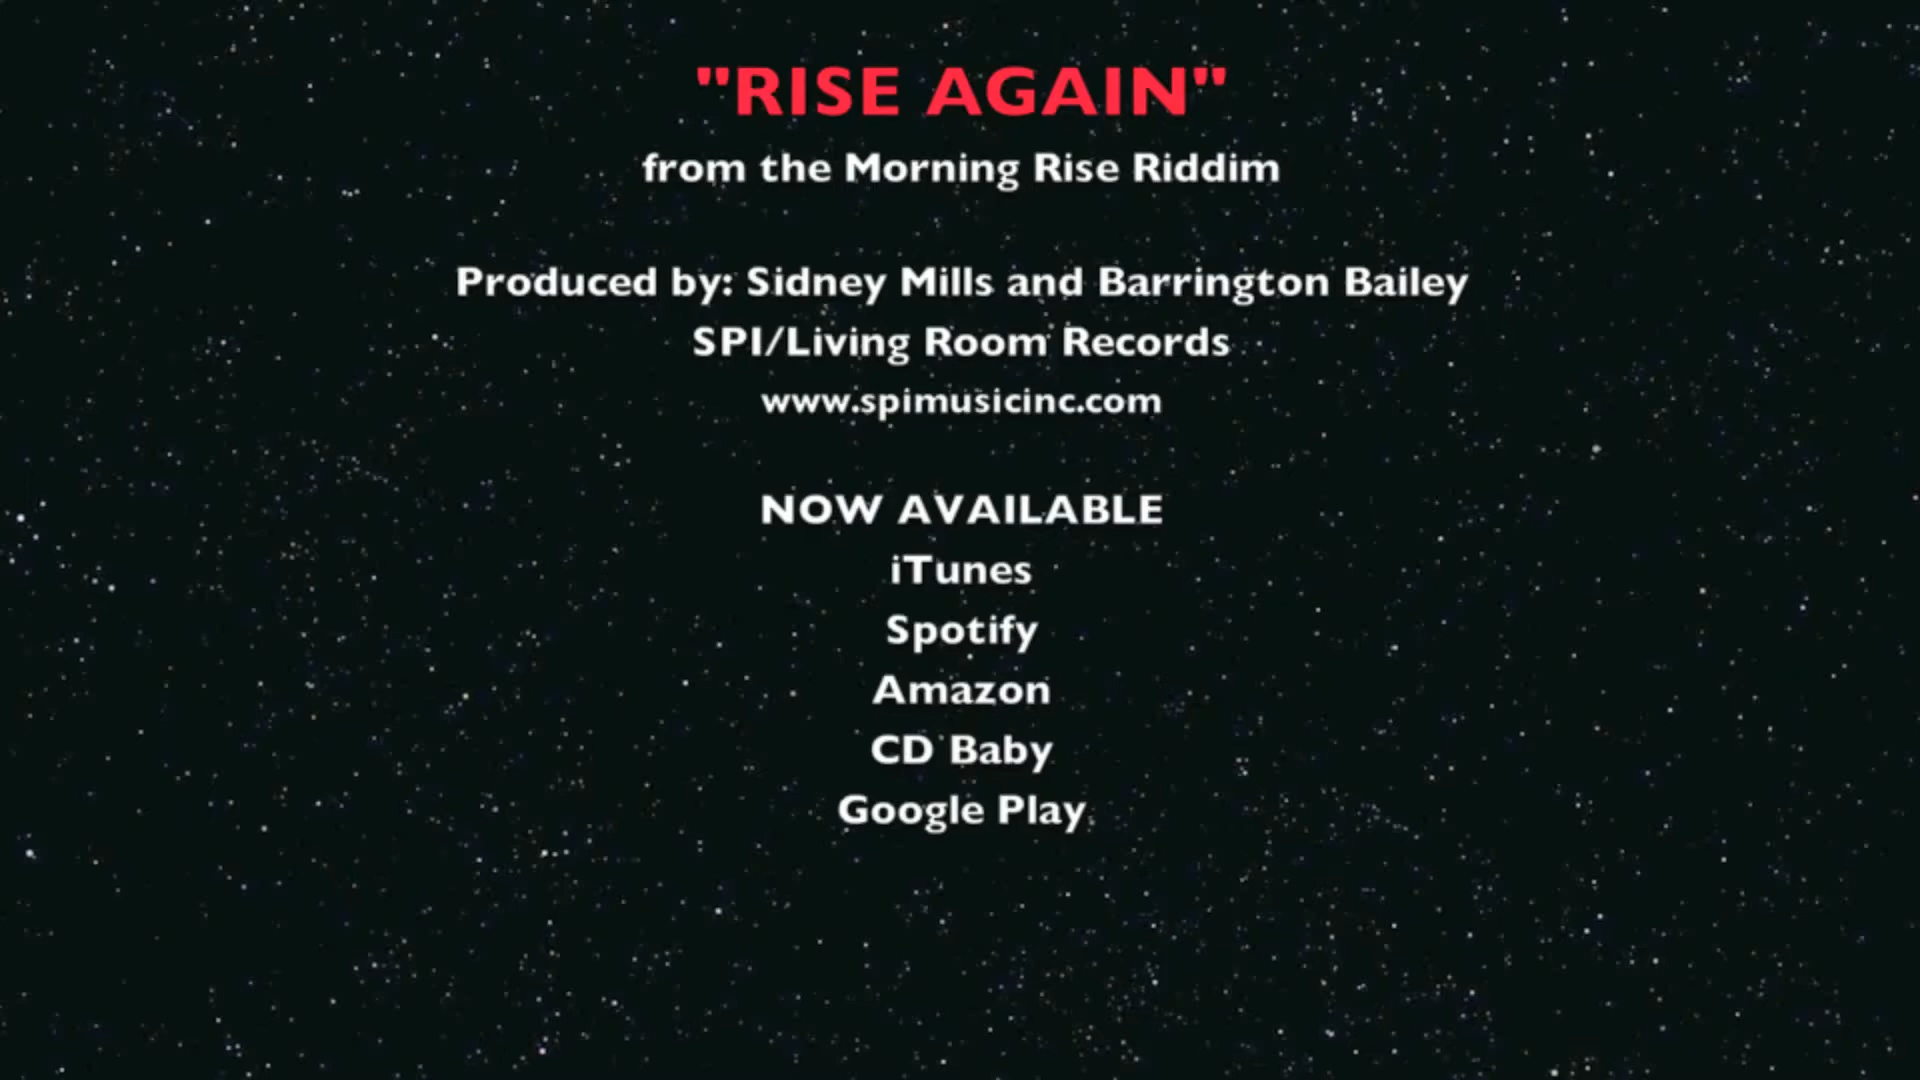 "RISE AGAIN"
from the Morning Rise Riddim
Produced by: Sidney Mills and Barrington Bailey
SPI/Living Room Records
www.spimusicinc.com
NOW AVAILABLE
iTunes
Spotify
Amazon
CD Baby
Google Play